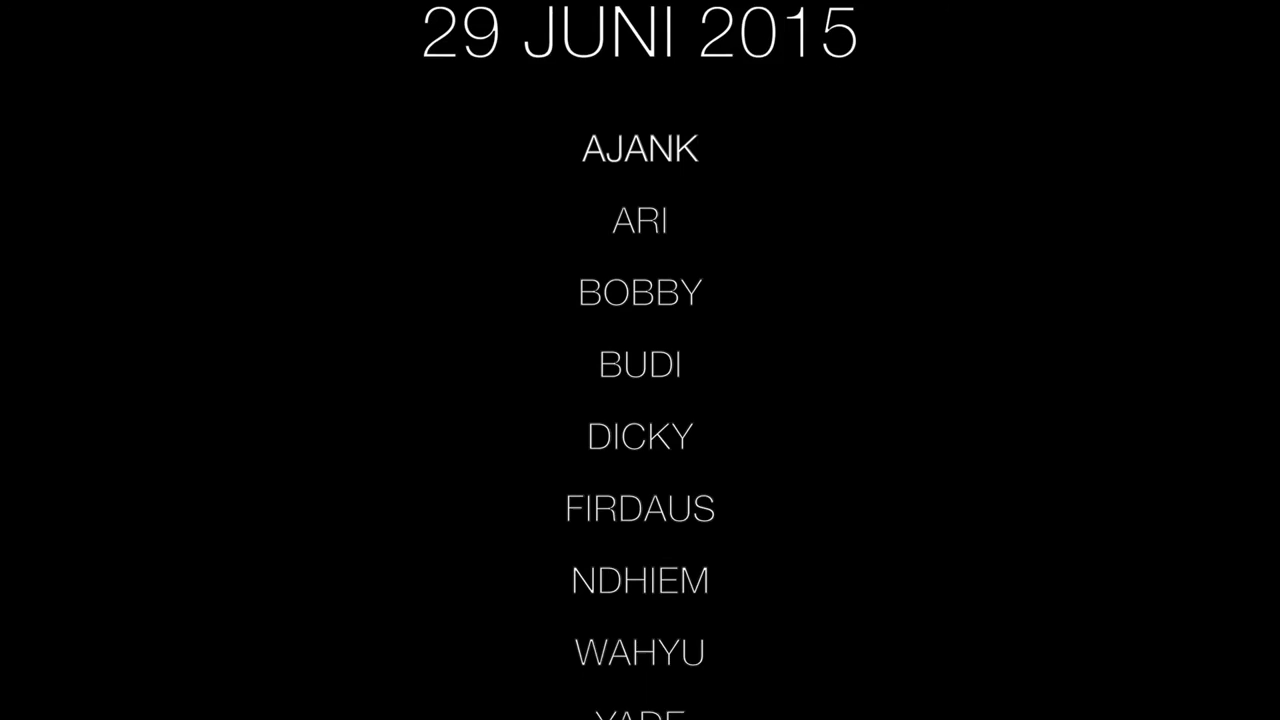 29 JUNI 2015
AJANK
ARI
BOBBY
BUDI
DICKY
FIRDAUS
NDHIEM
WAHYU